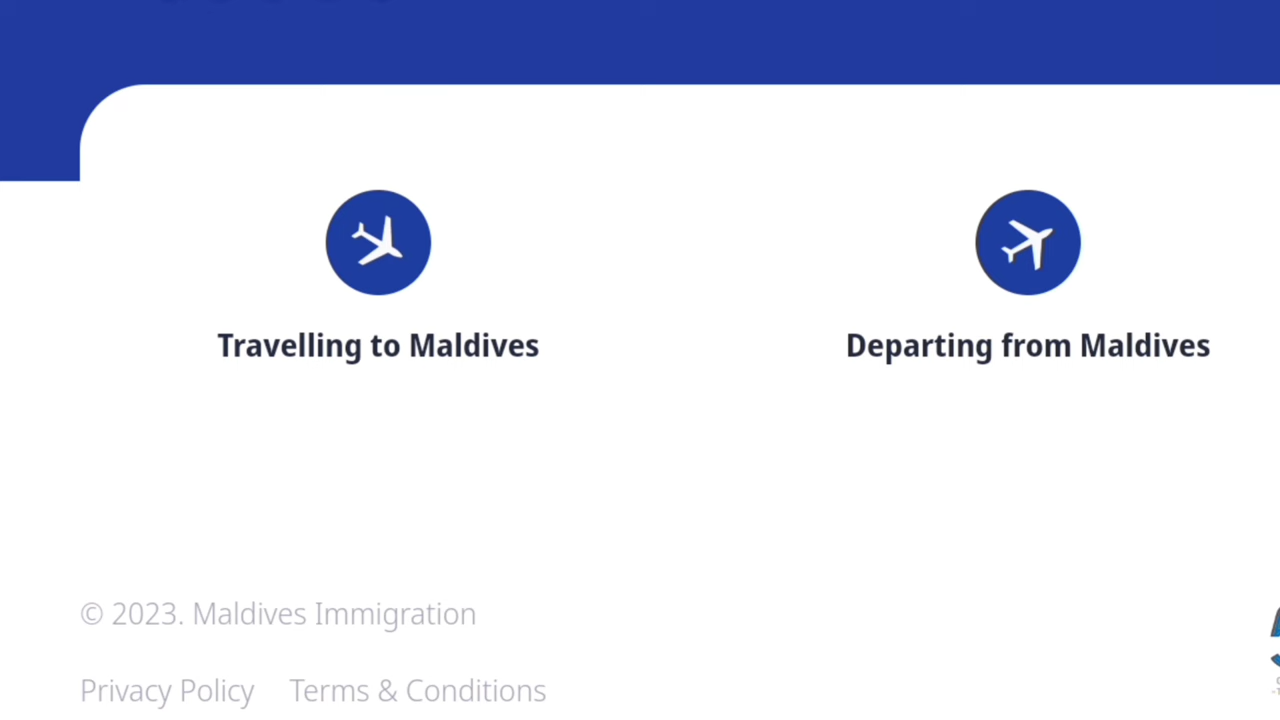 Travelling to Maldives
Departing from Maldives
© 2023. Maldives Immigration
Privacy Policy Terms & Conditions